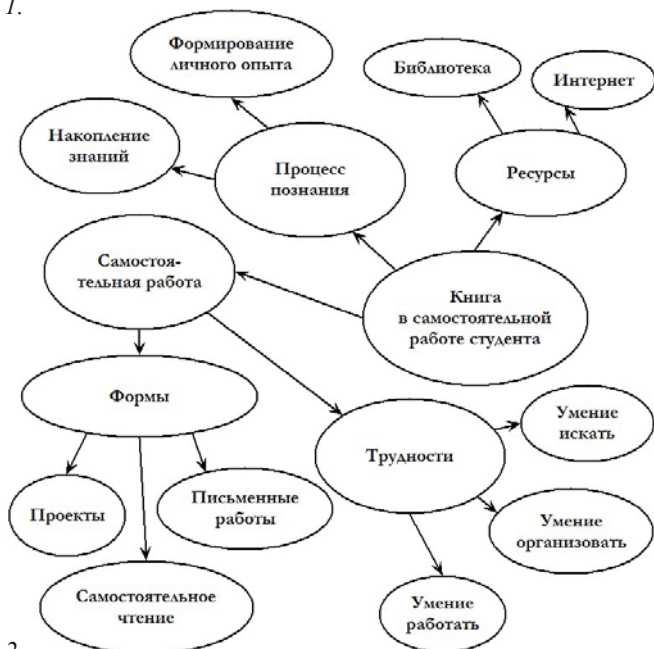 1.
Формирование
личного опыта
Библиотека
Интернет
Накопление
знаний
Процесс
познания
Ресурсы
Самостоя-
тельная работа
Книга
в самостоятельной
работе студента
Формы
Трудности
Умение
искать
Проекты
Письменные
работы
Умение
организовать
Самостоятельное
чтение
Умение
работать
2.